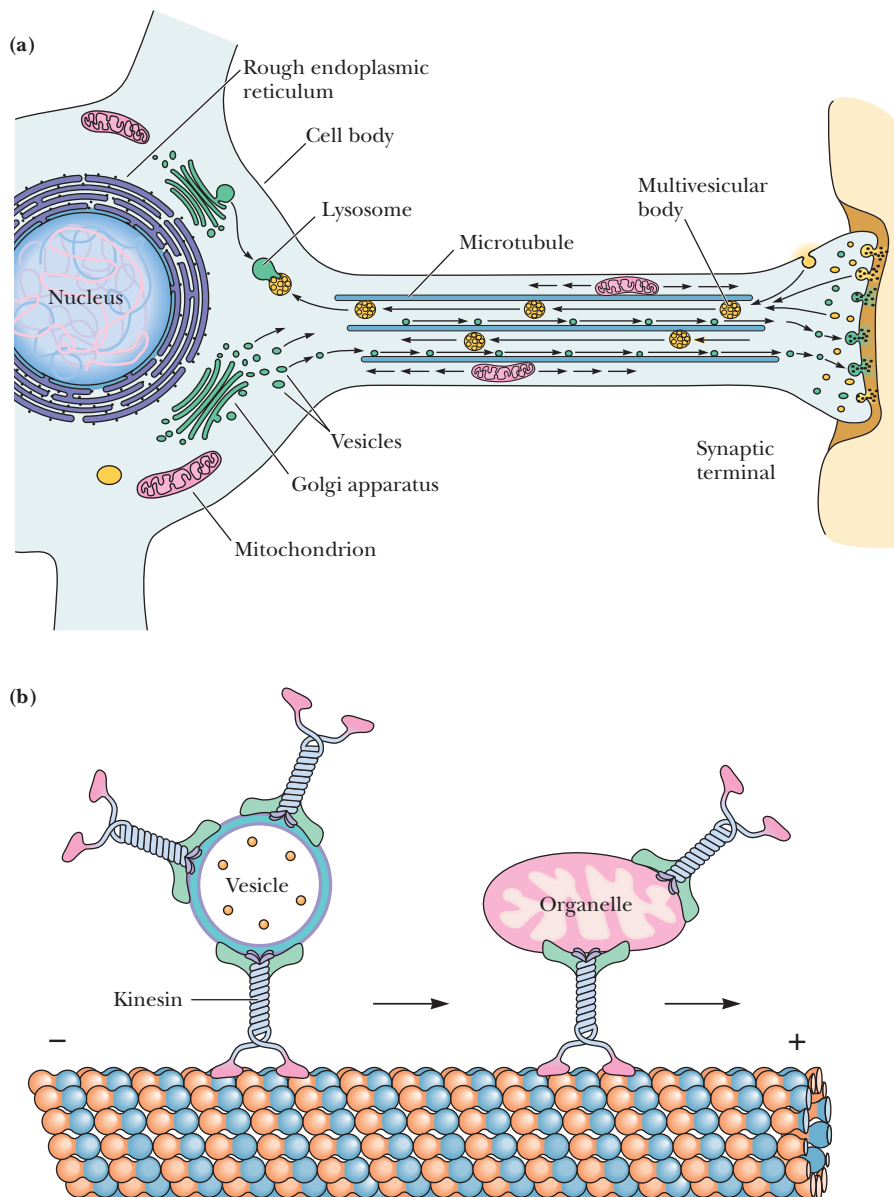 (a)
Rough endoplasmic
reticulum
Cell body
Lysosome
Multivesicular
body
Microtubule
Nucleus
Vesicles
Golgi apparatus
Mitochondrion
Synaptic
terminal
(b)
Vesicle
Organelle
Kinesin
– +